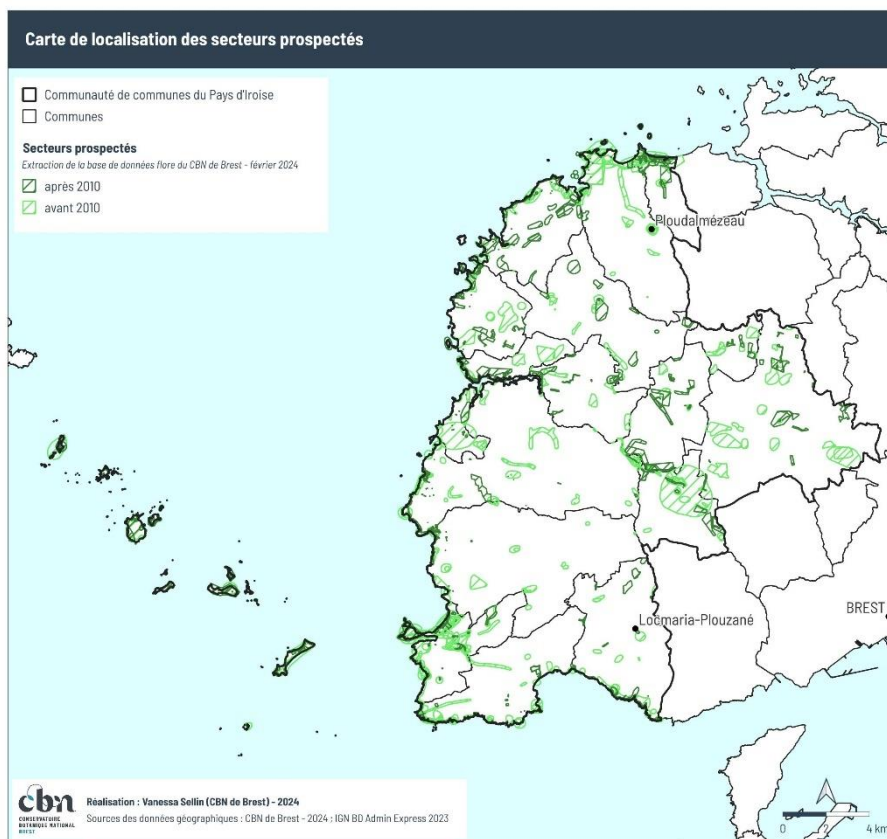 Carte de localisation des secteurs prospectés
Communauté de communes du Pays d'Iroise
Communes
Secteurs prospectés
Extraction de la base de données flore du CBN de Brest - février 2024
après 2010
avant 2010
Ploudalmézeau
BREST
Locmaria-Plouzané
cbn
CONSERVATOIRE
BOTANIQUE NATIONAL
BREST
Réalisation : Vanessa Sellin (CBN de Brest) - 2024
Sources des données géographiques : CBN de Brest - 2024 ; IGN BD Admin Express 2023
0 2 4 km